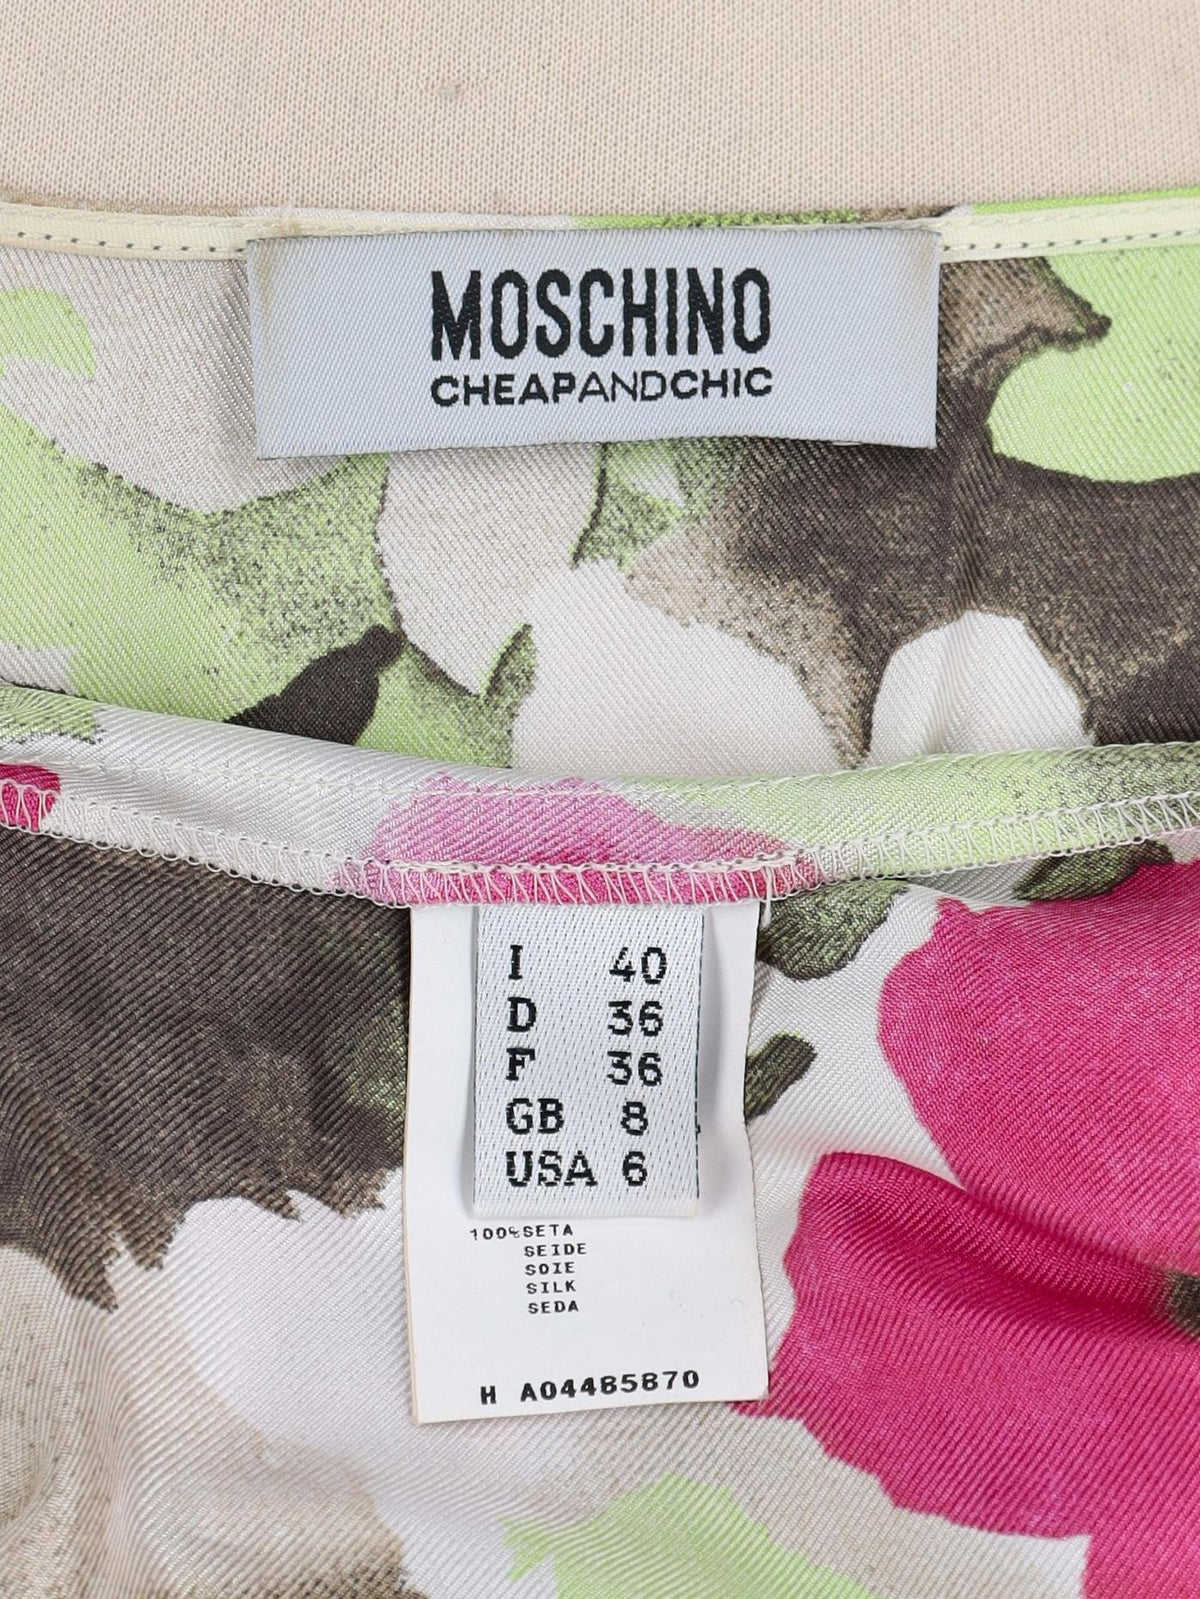 MOSCHINO
CHEAPANDCHIC
I 40
D 36
F 36
GB 8
USA 6
100%SETA
SEIDE
SOIE
SILK
SEDA
H A04485870